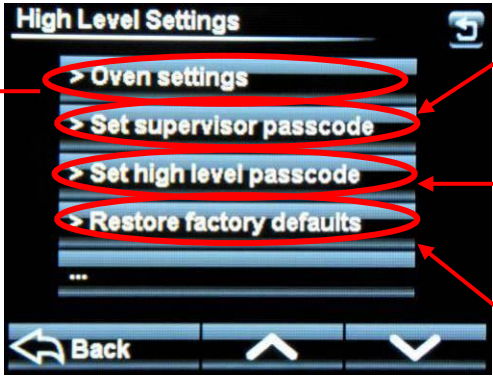 High Level Settings
> Oven settings
> Set supervisor passcode
> Set high level passcode
> Restore factory defaults
...
Back